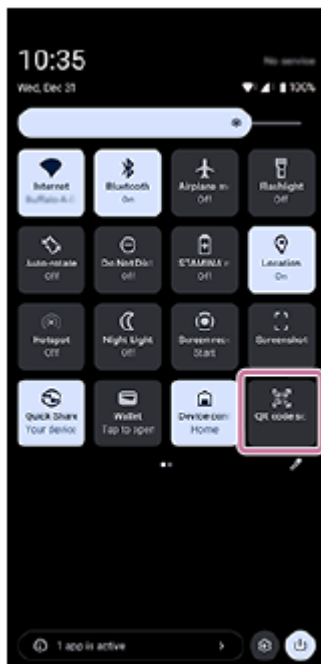 10:35
No service
Wed, Dec 31
100%
Internet
Bluetooth
On
Airplane m
Off
Flashlight
Off
Auto-rotate
Off
Do Not Dist
Off
STAMINA
Off
Location
On
Hotspot
Off
Night Light
Off
Screen rec
Start
Screenshot
Quick Share
Your device
Wallet
Tap to open
Device con
Home
QR code sc
1 app is active